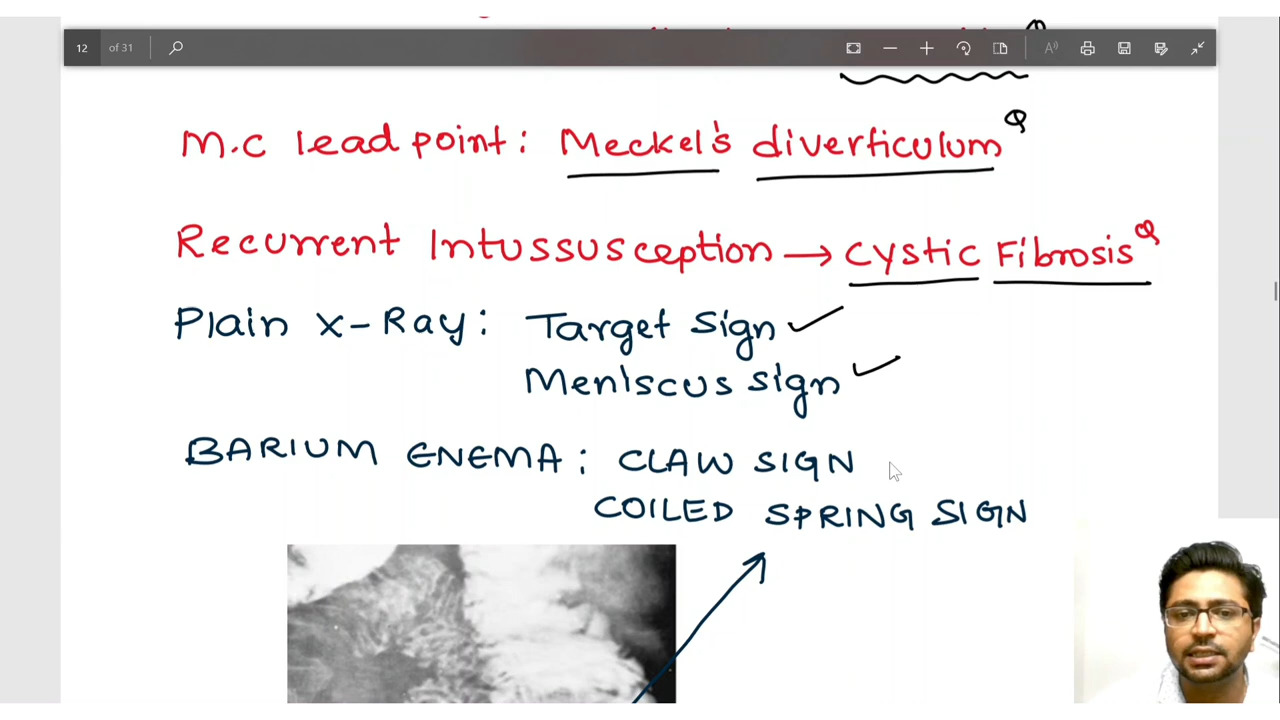 12 of 31
M.C lead point: Meckel's diverticulum Q
Recurrent Intussusception → Cystic Fibrosis Q
Plain X-Ray: Target Sign ✓
Meniscus sign ✓
BARIUM ENEMA: CLAW SIGN
COILED SPRING SIGN